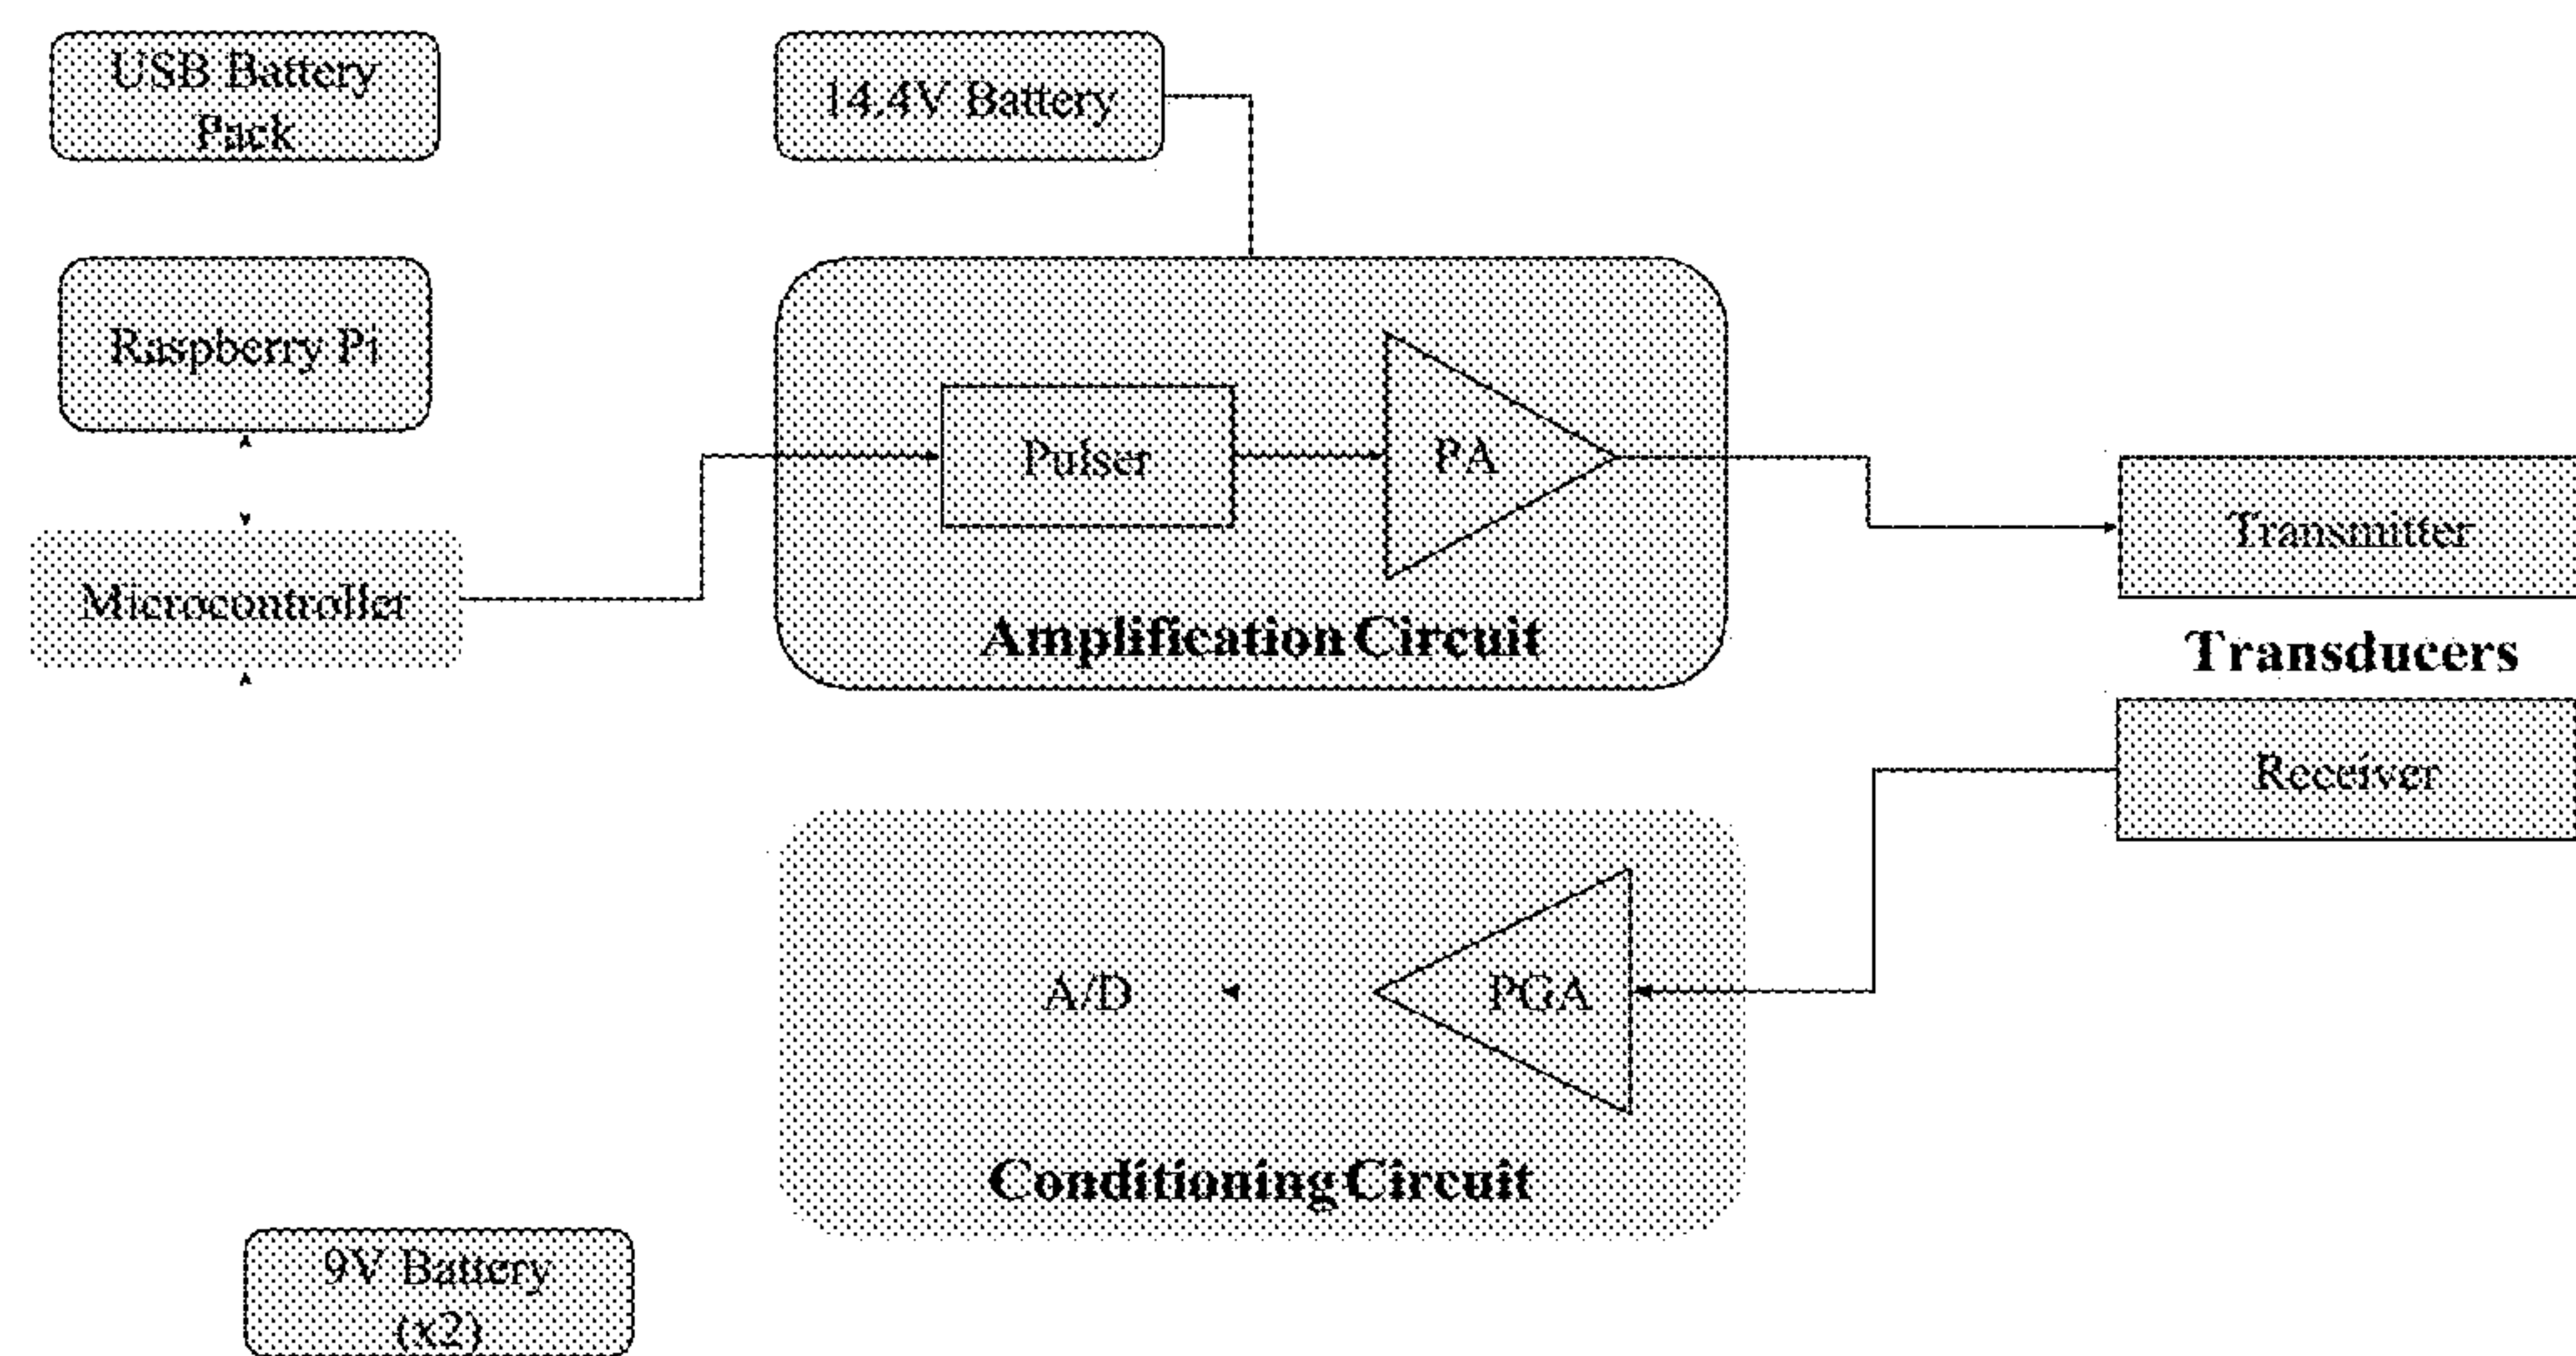 USB Battery
Pack
14.4V Battery
Raspberry Pi
Pulser
PA
Microcontroller
Amplification Circuit
Transmitter
Transducers
Receiver
A/D
PGA
Conditioning Circuit
9V Battery
(x2)